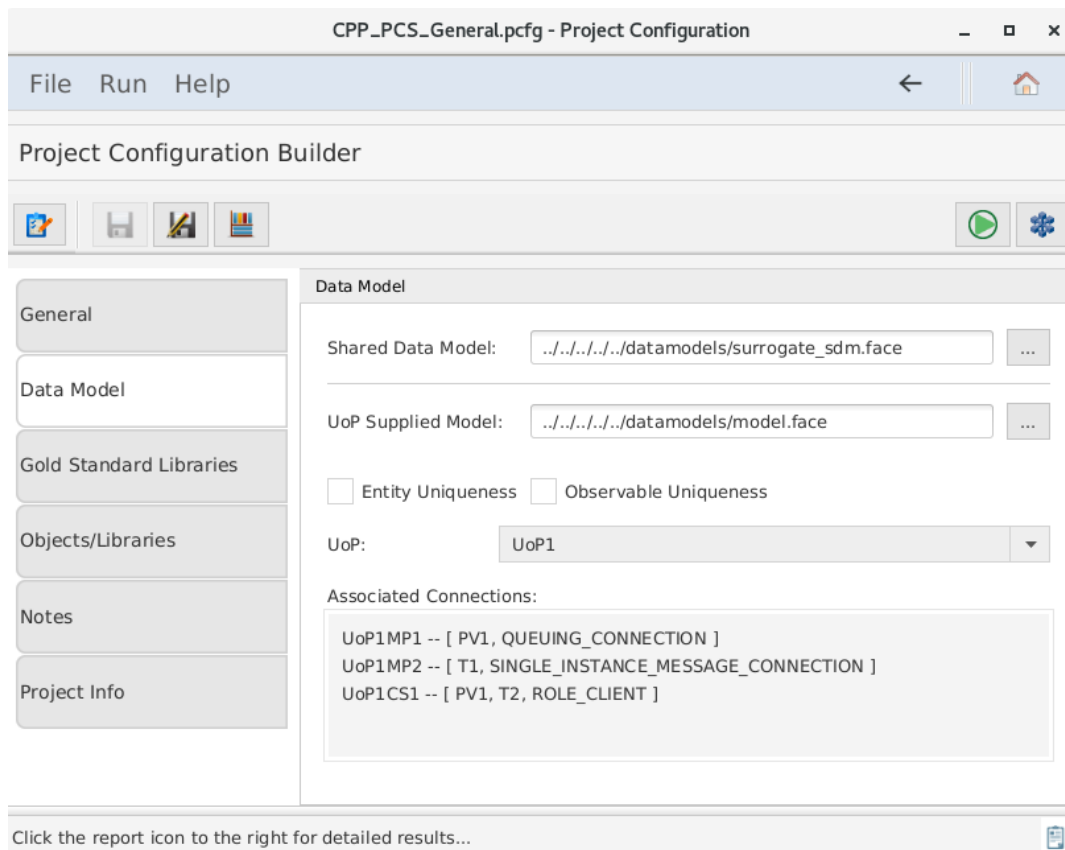 CPP_PCS_General.pcfg - Project Configuration
File Run Help
Project Configuration Builder
General
Data Model
Gold Standard Libraries
Objects/Libraries
Notes
Project Info
Data Model
Shared Data Model: ../../../../../datamodels/surrogate_sdm.face ...
UoP Supplied Model: ../../../../../datamodels/model.face ...
Entity Uniqueness Observable Uniqueness
UoP: UoP1
Associated Connections:
UoP1MP1 -- [ PV1, QUEUING_CONNECTION ]
UoP1MP2 -- [ T1, SINGLE_INSTANCE_MESSAGE_CONNECTION ]
UoP1CS1 -- [ PV1, T2, ROLE_CLIENT ]
Click the report icon to the right for detailed results...